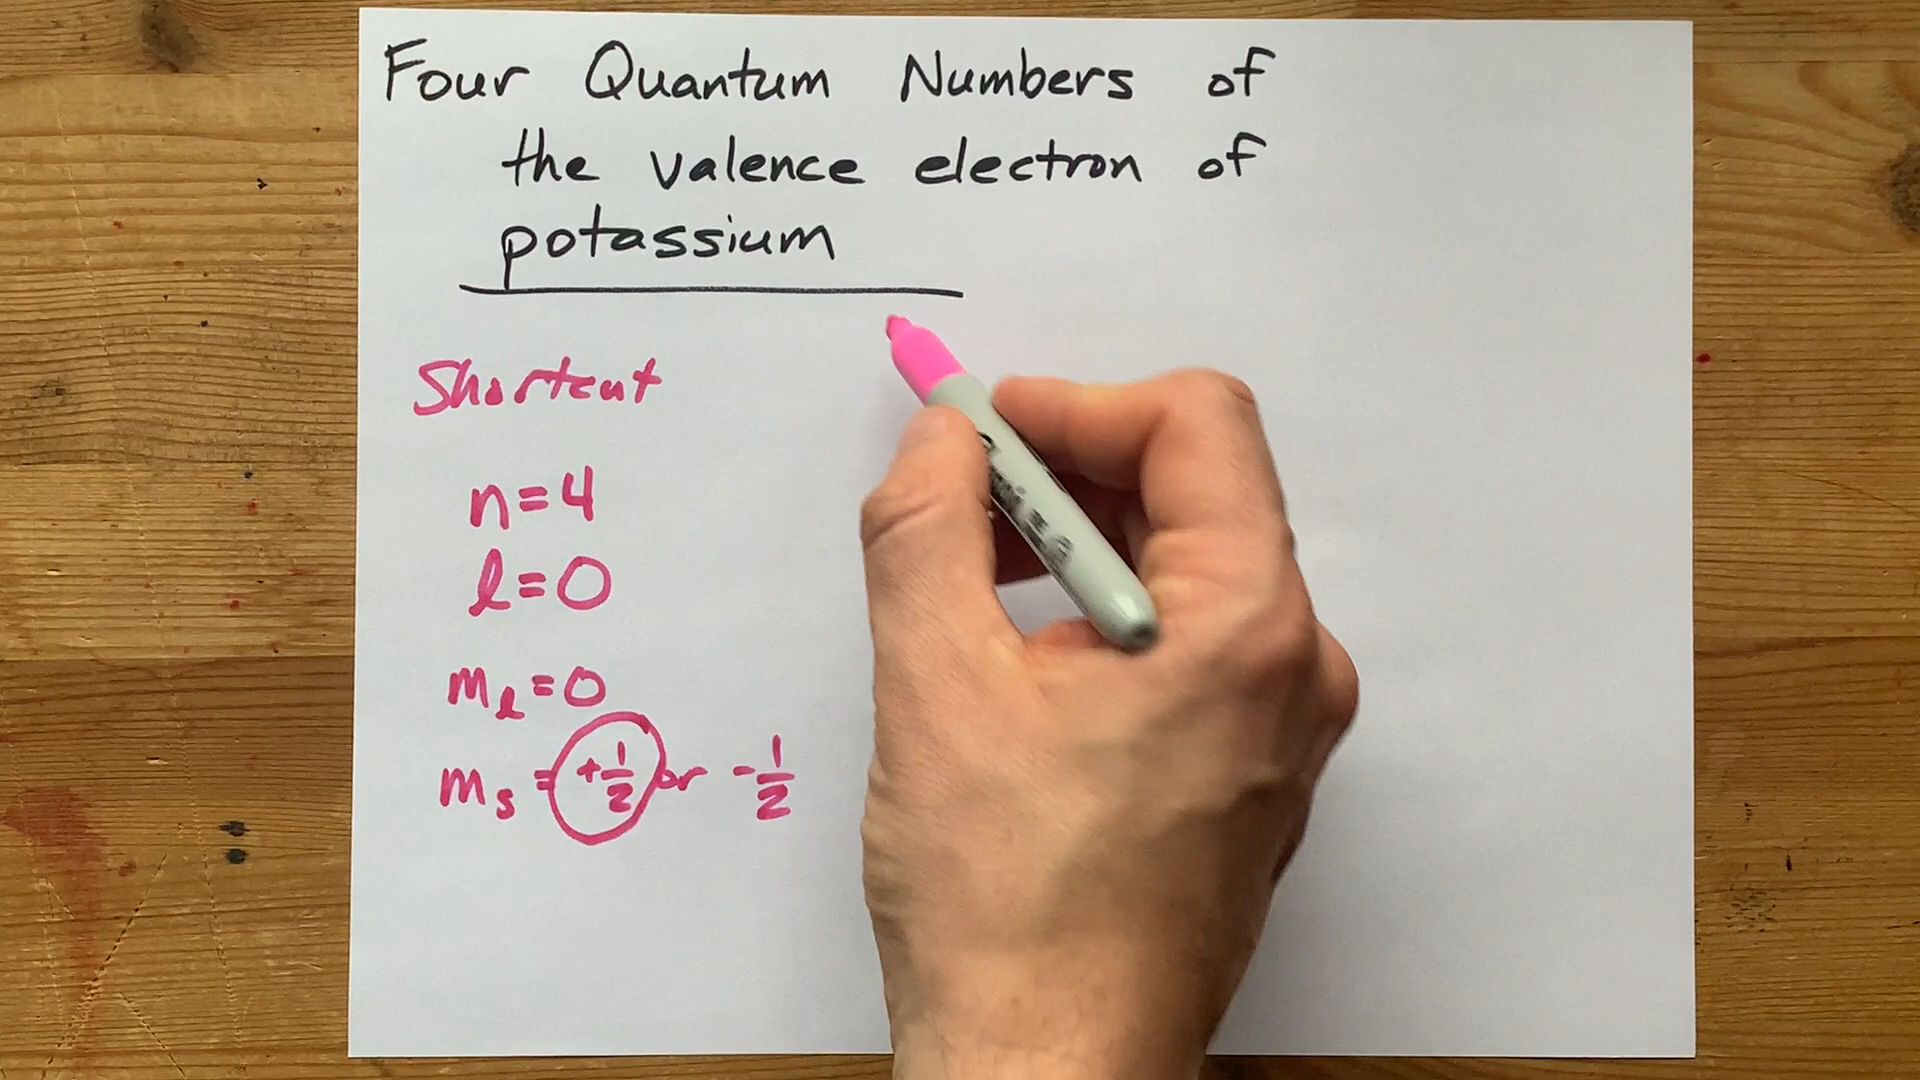 Four Quantum Numbers of
the valence electron of
potassium
Shortcut
n=4
l=0
ml=0
ms = +1/2 or -1/2